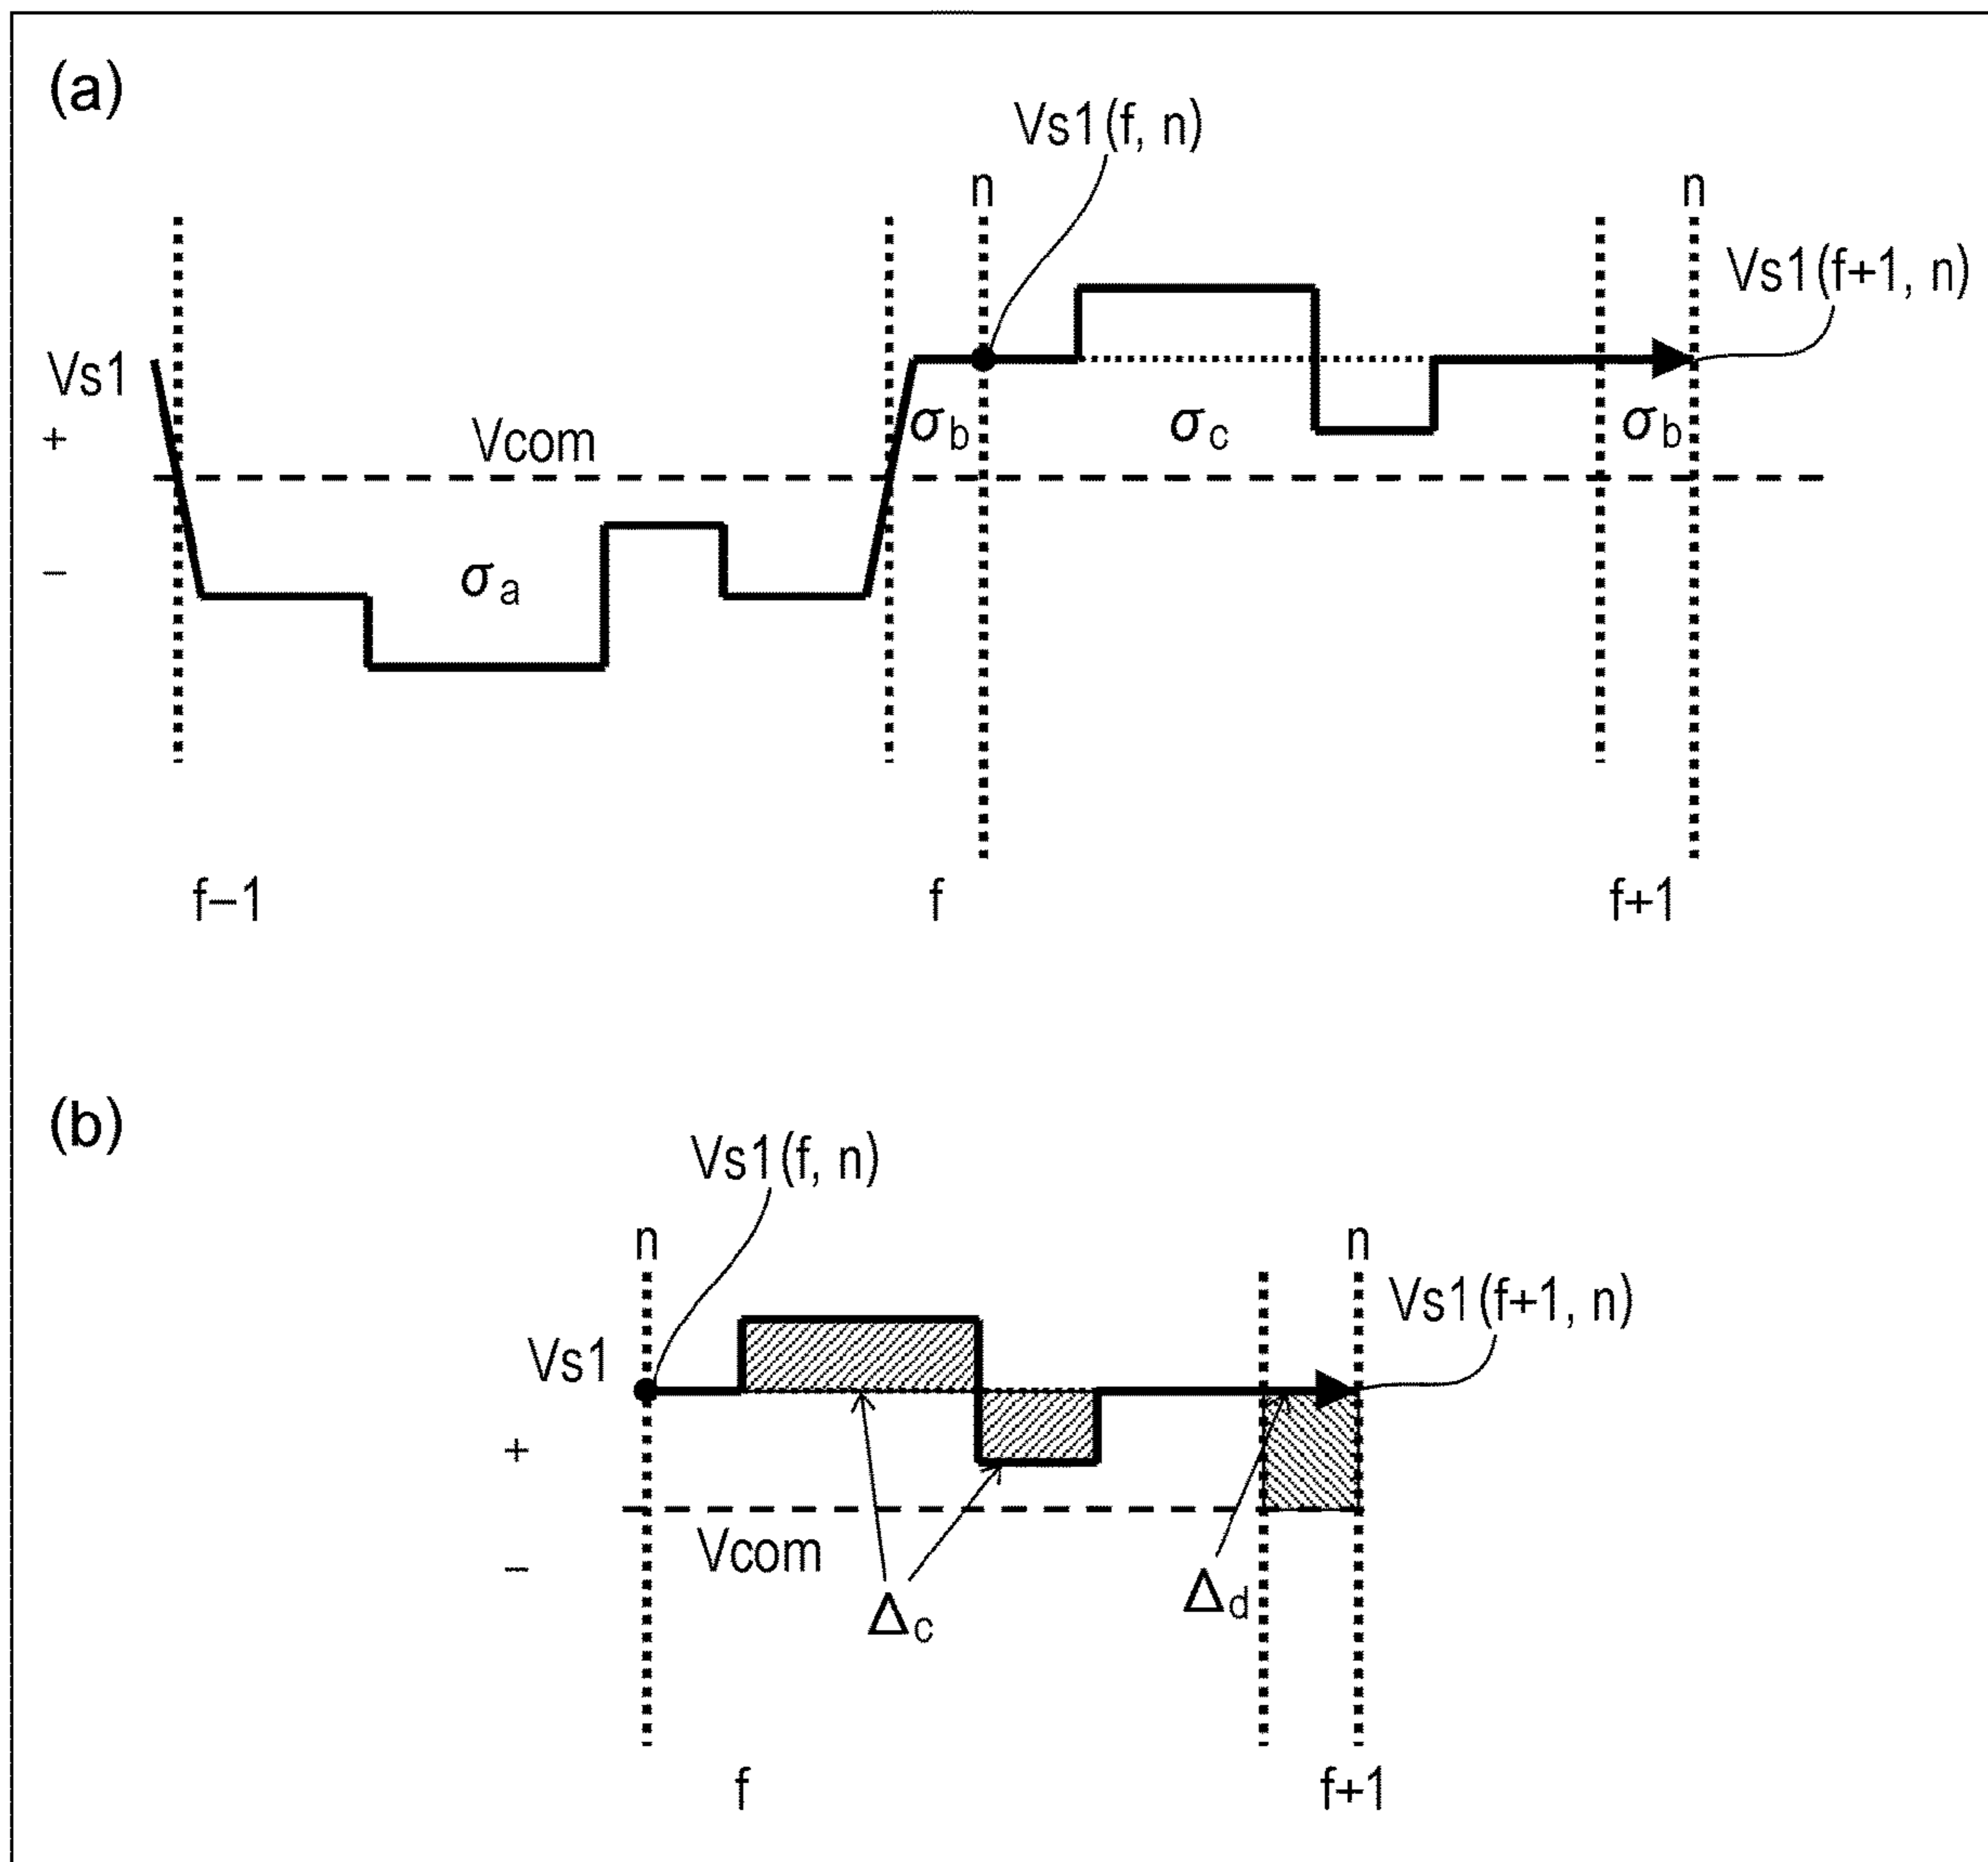 (a)
Vs1(f, n)
n
n
Vs1(f+1, n)
Vs1
+
Vcom
σb
σc
σb
−
σa
f−1
f
f+1
(b)
Vs1(f, n)
n
n
Vs1(f+1, n)
Vs1
+
Vcom
−
Δc
Δd
f
f+1